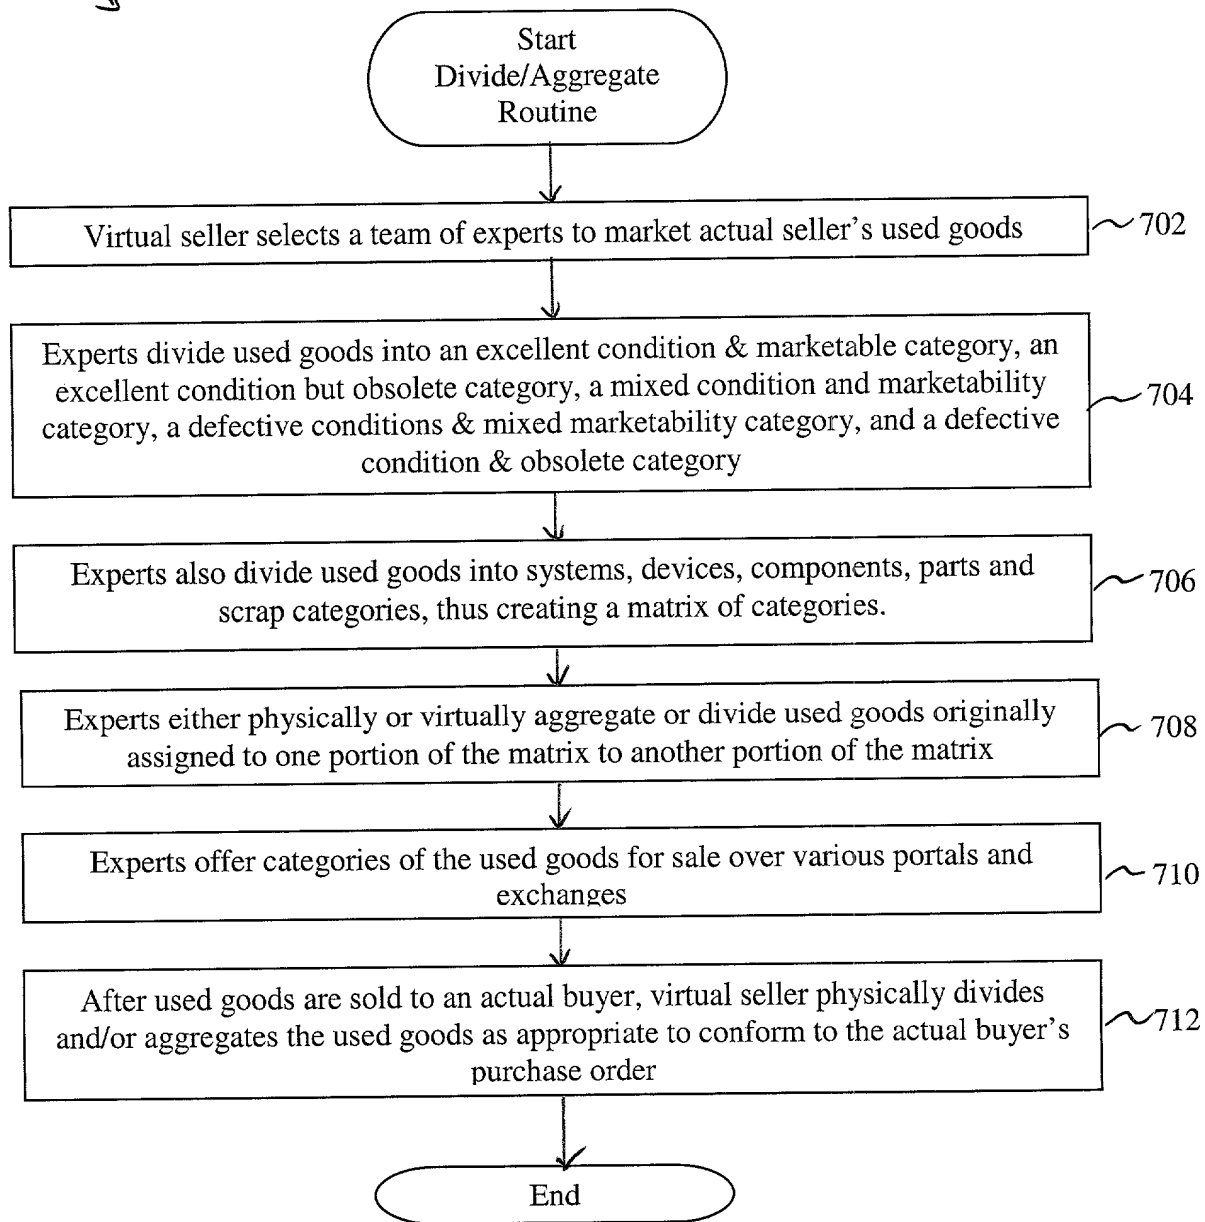 Start
Divide/Aggregate
Routine
Virtual seller selects a team of experts to market actual seller's used goods
702
Experts divide used goods into an excellent condition & marketable category, an
excellent condition but obsolete category, a mixed condition and marketability
category, a defective conditions & mixed marketability category, and a defective
condition & obsolete category
704
Experts also divide used goods into systems, devices, components, parts and
scrap categories, thus creating a matrix of categories.
706
Experts either physically or virtually aggregate or divide used goods originally
assigned to one portion of the matrix to another portion of the matrix
708
Experts offer categories of the used goods for sale over various portals and
exchanges
710
After used goods are sold to an actual buyer, virtual seller physically divides
and/or aggregates the used goods as appropriate to conform to the actual buyer's
purchase order
712
End